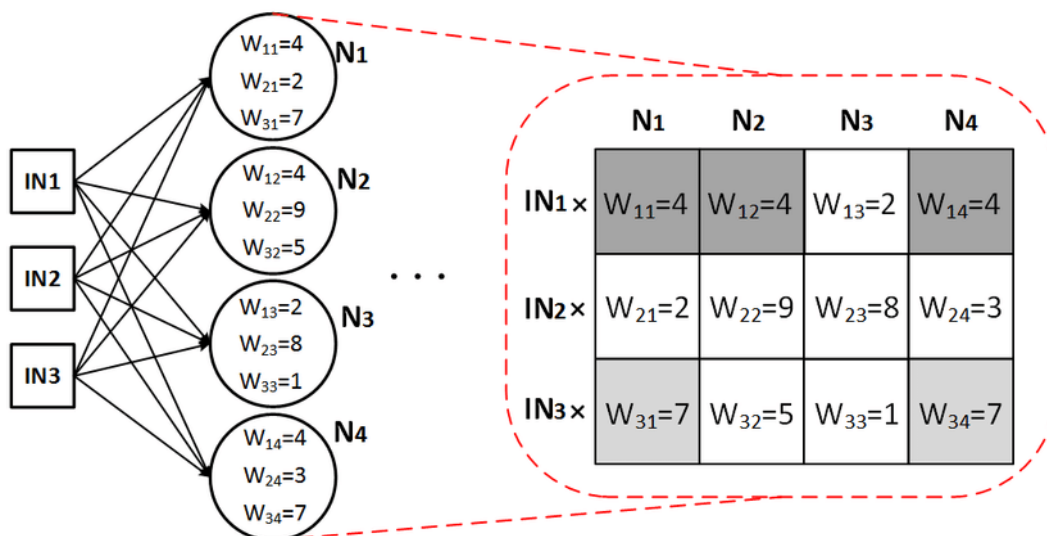 IN1
IN2
IN3
N₁
W₁₁=4
W₂₁=2
W₃₁=7
N₂
W₁₂=4
W₂₂=9
W₃₂=5
N₃
W₁₃=2
W₂₃=8
W₃₃=1
N₄
W₁₄=4
W₂₄=3
W₃₄=7
. . .
N₁ N₂ N₃ N₄
IN₁× W₁₁=4 W₁₂=4 W₁₃=2 W₁₄=4
IN₂× W₂₁=2 W₂₂=9 W₂₃=8 W₂₄=3
IN₃× W₃₁=7 W₃₂=5 W₃₃=1 W₃₄=7